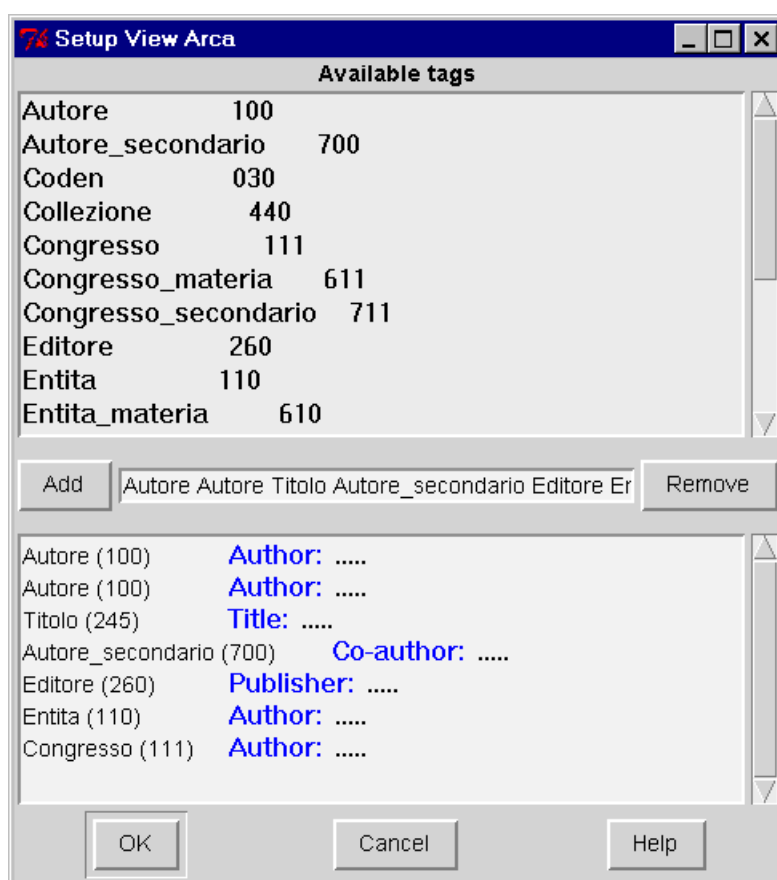 Setup View Arca
Available tags
Autore 100
Autore_secondario 700
Coden 030
Collezione 440
Congresso 111
Congresso_materia 611
Congresso_secondario 711
Editore 260
Entita 110
Entita_materia 610
Add Autore Autore Titolo Autore_secondario Editore Er Remove
Autore (100) Author: .....
Autore (100) Author: .....
Titolo (245) Title: .....
Autore_secondario (700) Co-author: .....
Editore (260) Publisher: .....
Entita (110) Author: .....
Congresso (111) Author: .....
OK Cancel Help